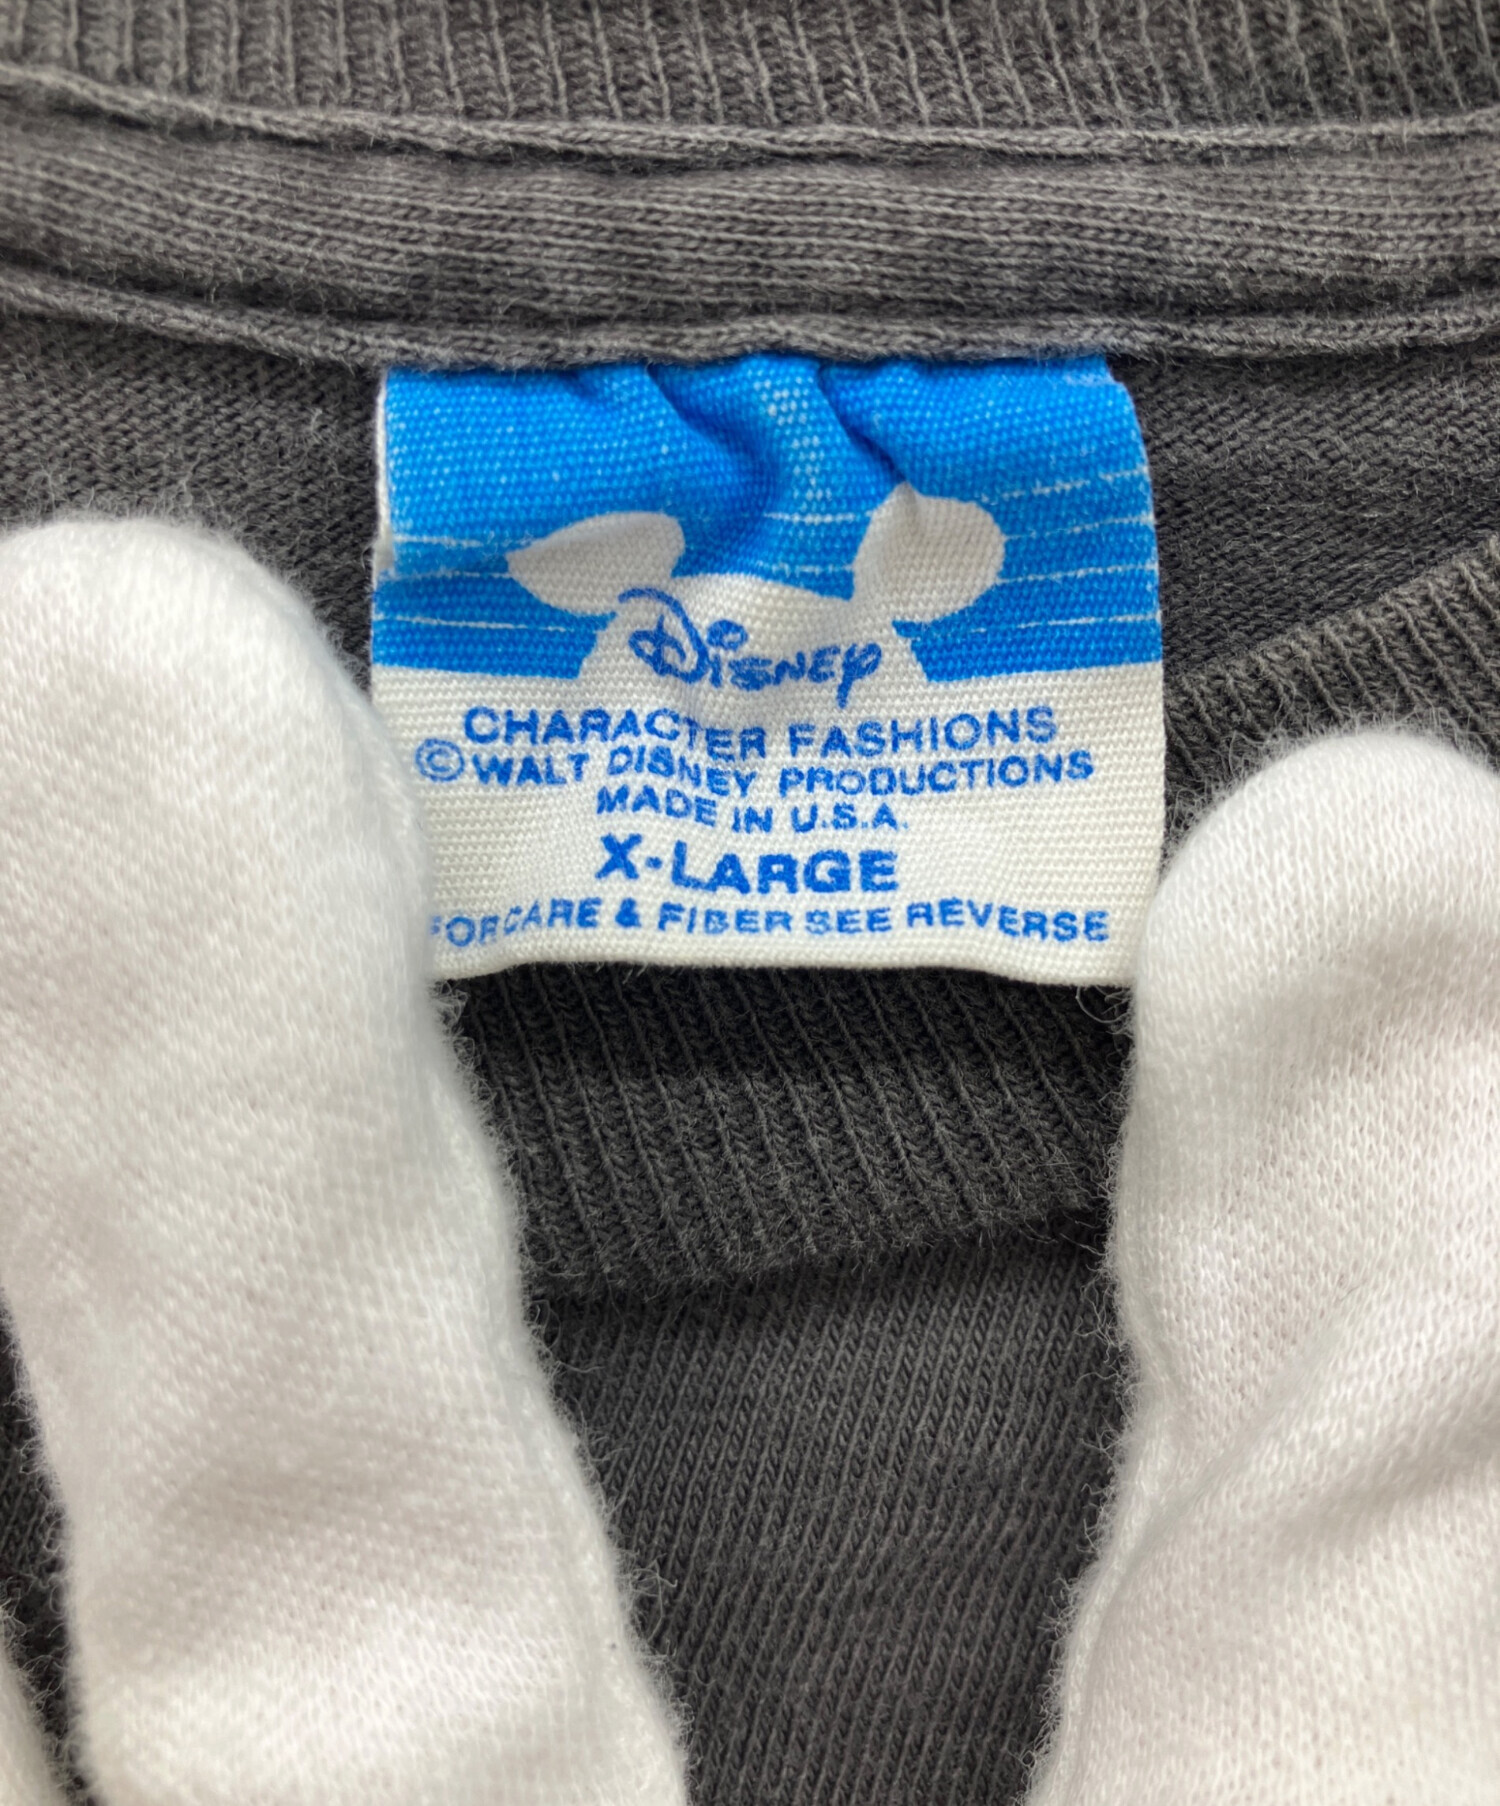 Disney
CHARACTER FASHIONS
©WALT DISNEY PRODUCTIONS
MADE IN U.S.A.
X-LARGE
FOR CARE & FIBER SEE REVERSE